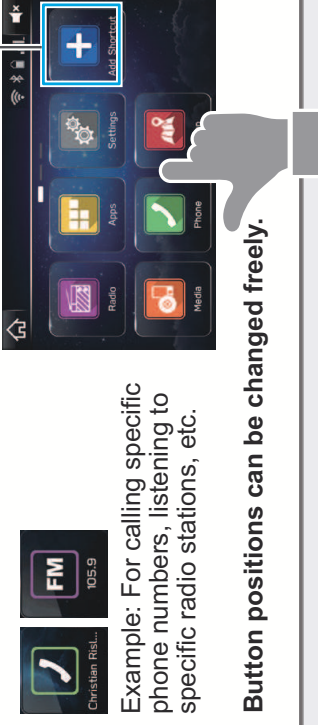 Christian Risl...
FM
105.9
Example: For calling specific
phone numbers, listening to
specific radio stations, etc.
Radio
Apps
Settings
Add Shortcut
Media
Phone
Button positions can be changed freely.